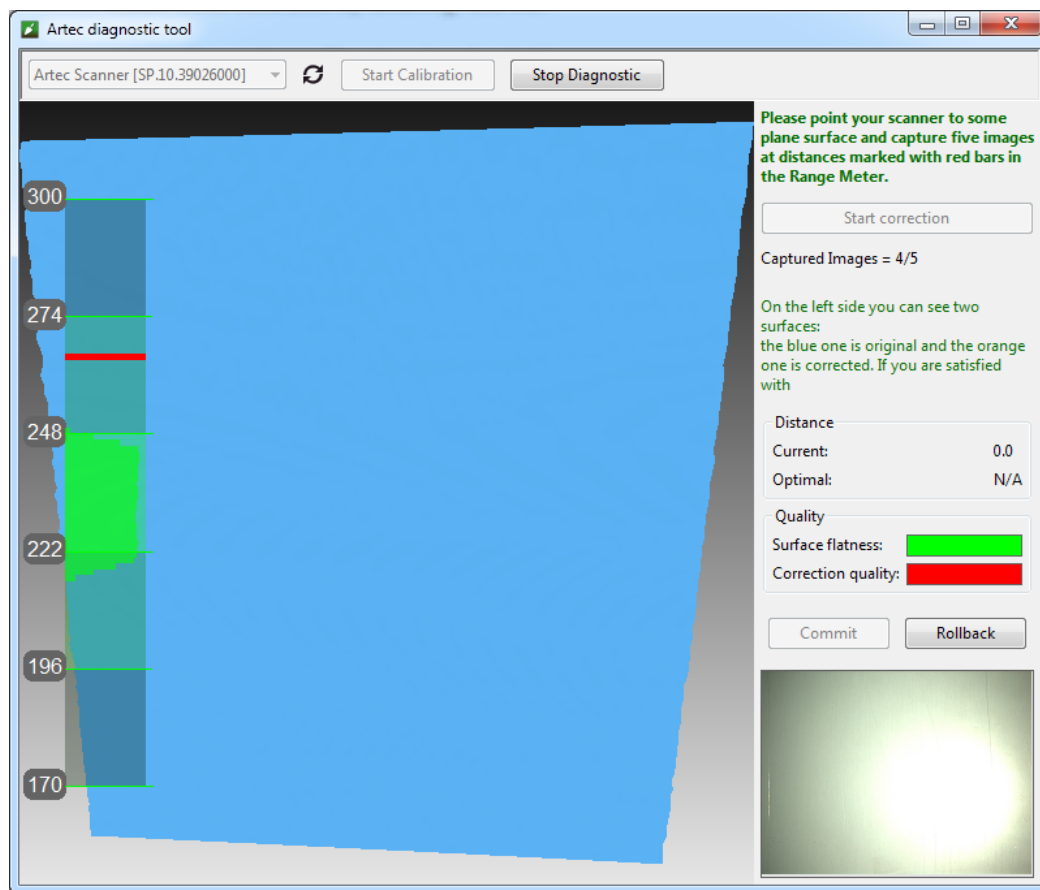 Artec diagnostic tool
Artec Scanner [SP.10.39026000]
Start Calibration
Stop Diagnostic
Please point your scanner to some
plane surface and capture five images
at distances marked with red bars in
the Range Meter.
Start correction
Captured Images = 4/5
On the left side you can see two
surfaces:
the blue one is original and the orange
one is corrected. If you are satisfied
with
Distance
Current: 0.0
Optimal: N/A
Quality
Surface flatness:
Correction quality:
Commit
Rollback
300
274
248
222
196
170